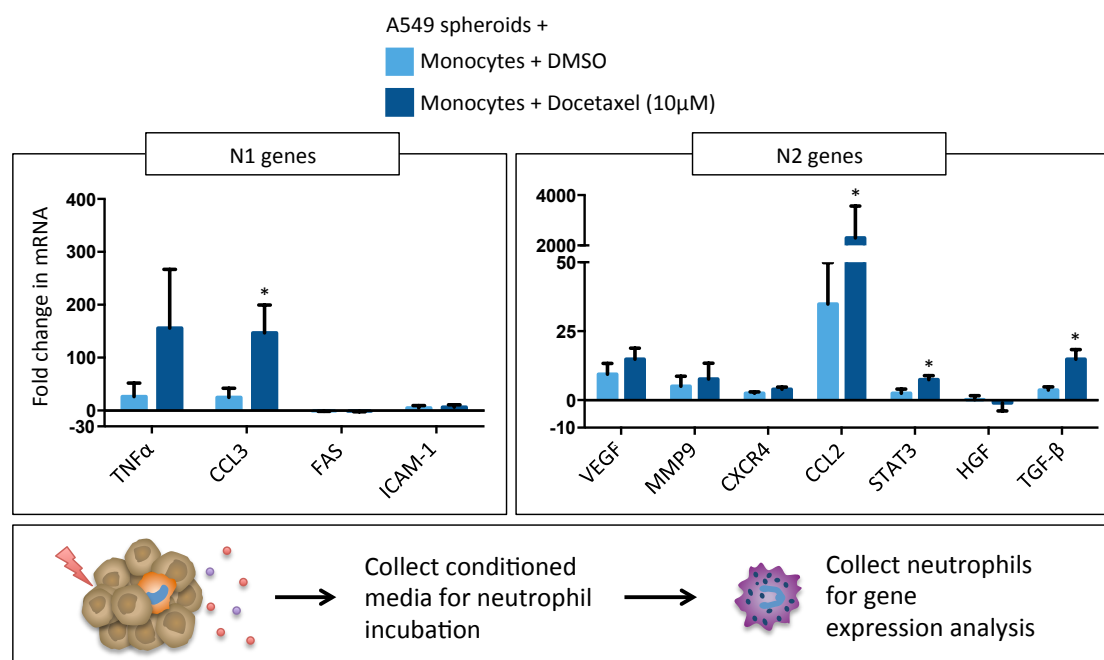 A549 spheroids +
Monocytes + DMSO
Monocytes + Docetaxel (10μM)
N1 genes
N2 genes
Fold change in mRNA
400
300
200
100
0
-30
*
TNFα
CCL3
FAS
ICAM-1
4000
2000
50
25
0
-10
*
*
*
VEGF
MMP9
CXCR4
CCL2
STAT3
HGF
TGF-β
Collect conditioned
media for neutrophil
incubation
Collect neutrophils
for gene
expression analysis